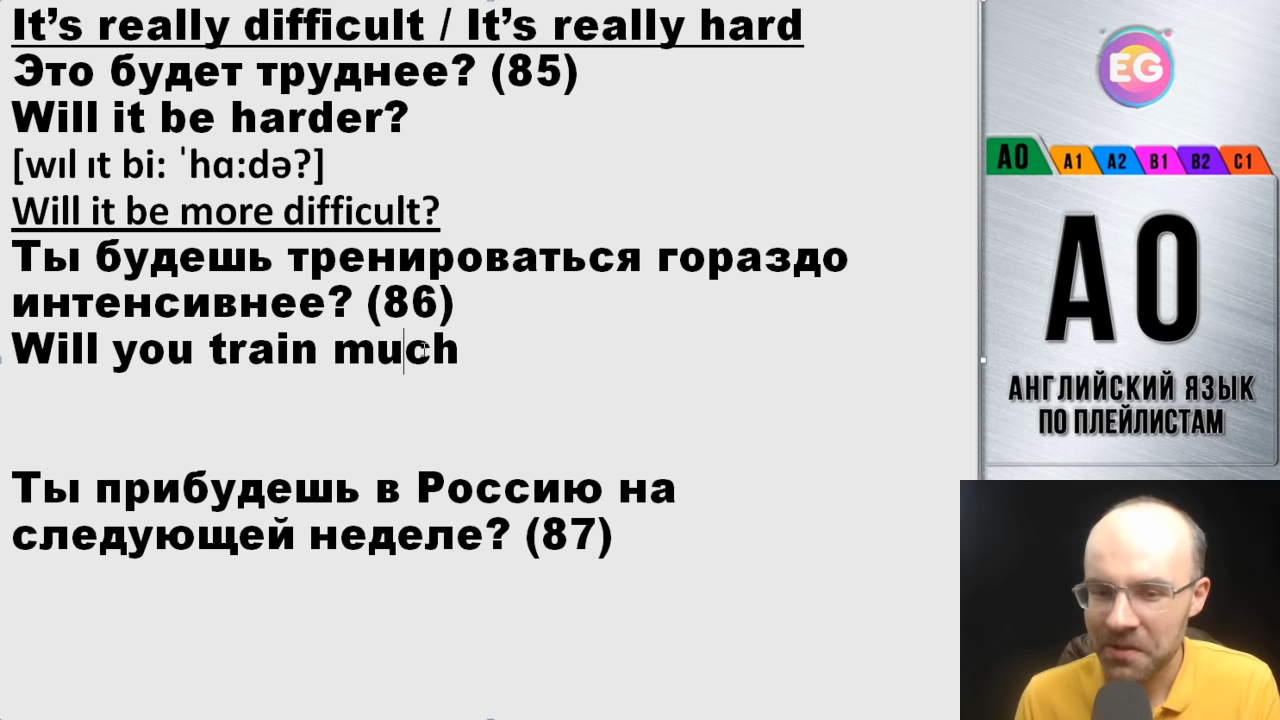 It’s really difficult / It’s really hard
Это будет труднее? (85)
Will it be harder?
[wıl ıt bi: ˈhɑ:də?]
Will it be more difficult?
Ты будешь тренироваться гораздо
интенсивнее? (86)
Will you train much
Ты прибудешь в Россию на
следующей неделе? (87)
EG
A0 A1 A2 B1 B2 C1
A0
АНГЛИЙСКИЙ ЯЗЫК
ПО ПЛЕЙЛИСТАМ